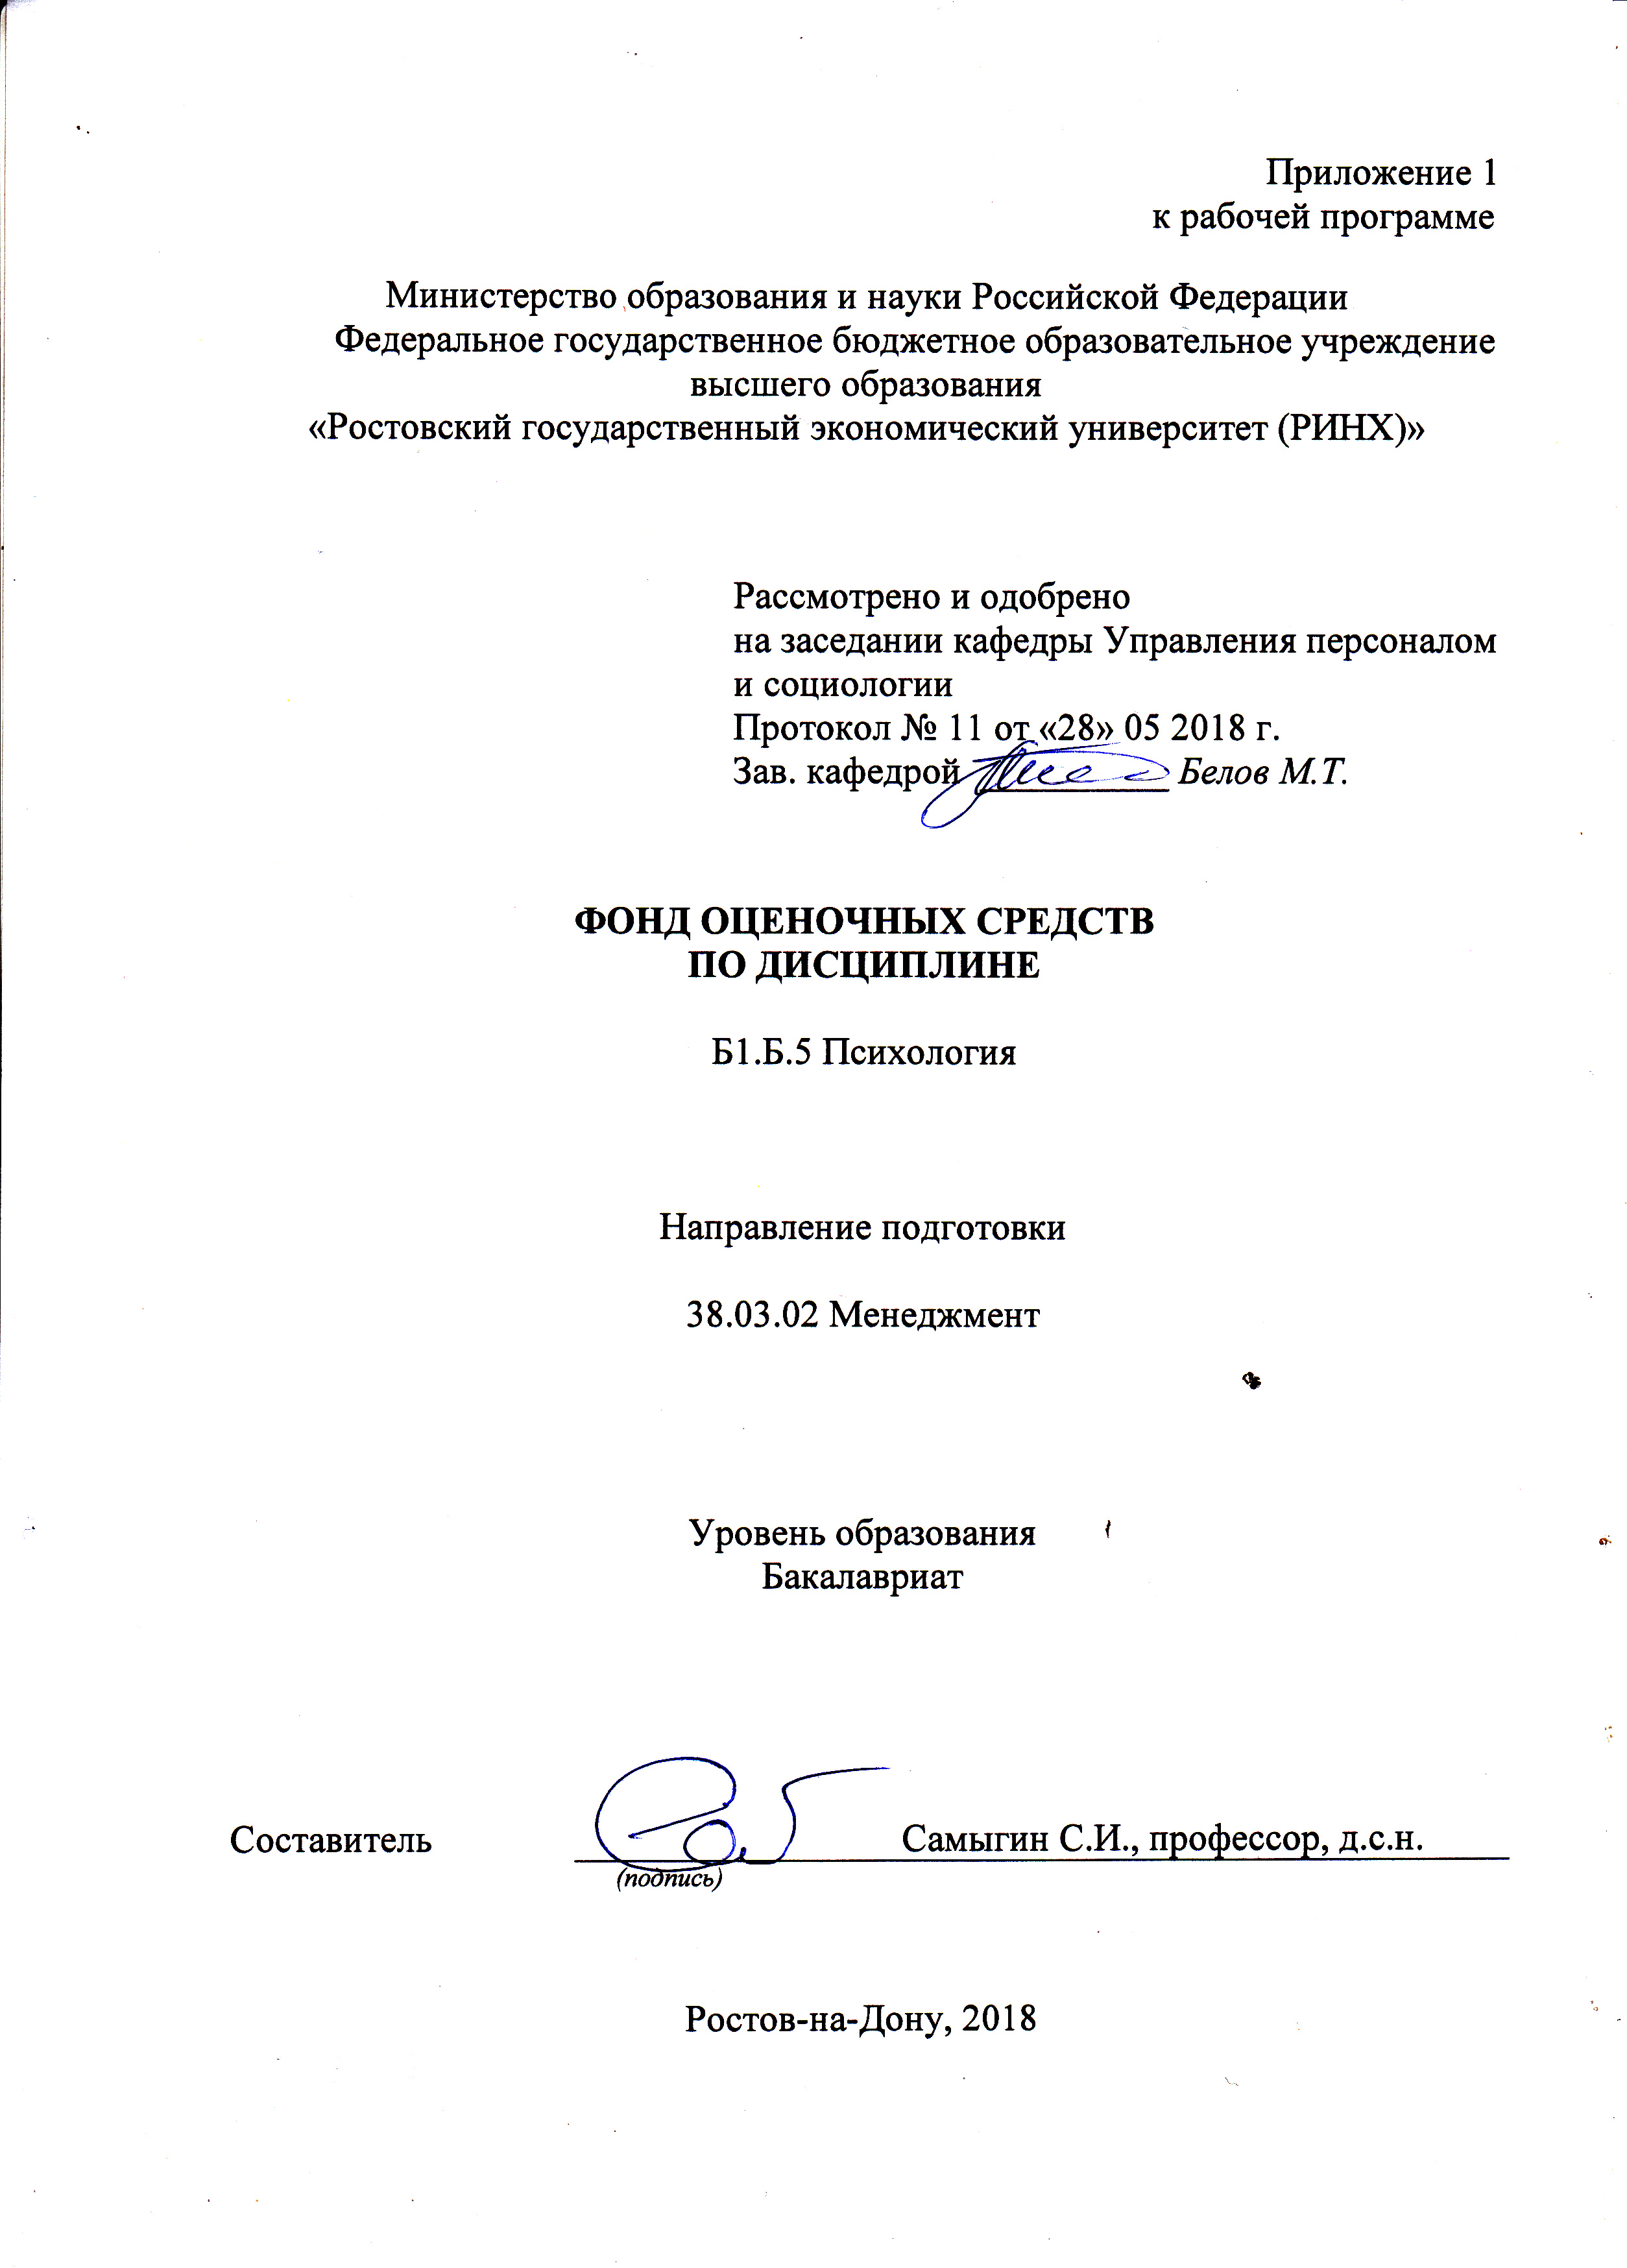 Приложение 1
к рабочей программе
Министерство образования и науки Российской Федерации
Федеральное государственное бюджетное образовательное учреждение
высшего образования
«Ростовский государственный экономический университет (РИНХ)»
Рассмотрено и одобрено
на заседании кафедры Управления персоналом
и социологии
Протокол № 11 от «28» 05 2018 г.
Зав. кафедрой Белов М.Т.
ФОНД ОЦЕНОЧНЫХ СРЕДСТВ
ПО ДИСЦИПЛИНЕ
Б1.Б.5 Психология
Направление подготовки
38.03.02 Менеджмент
Уровень образования
Бакалавриат
Составитель Самыгин С.И., профессор, д.с.н.
(подпись)
Ростов-на-Дону, 2018